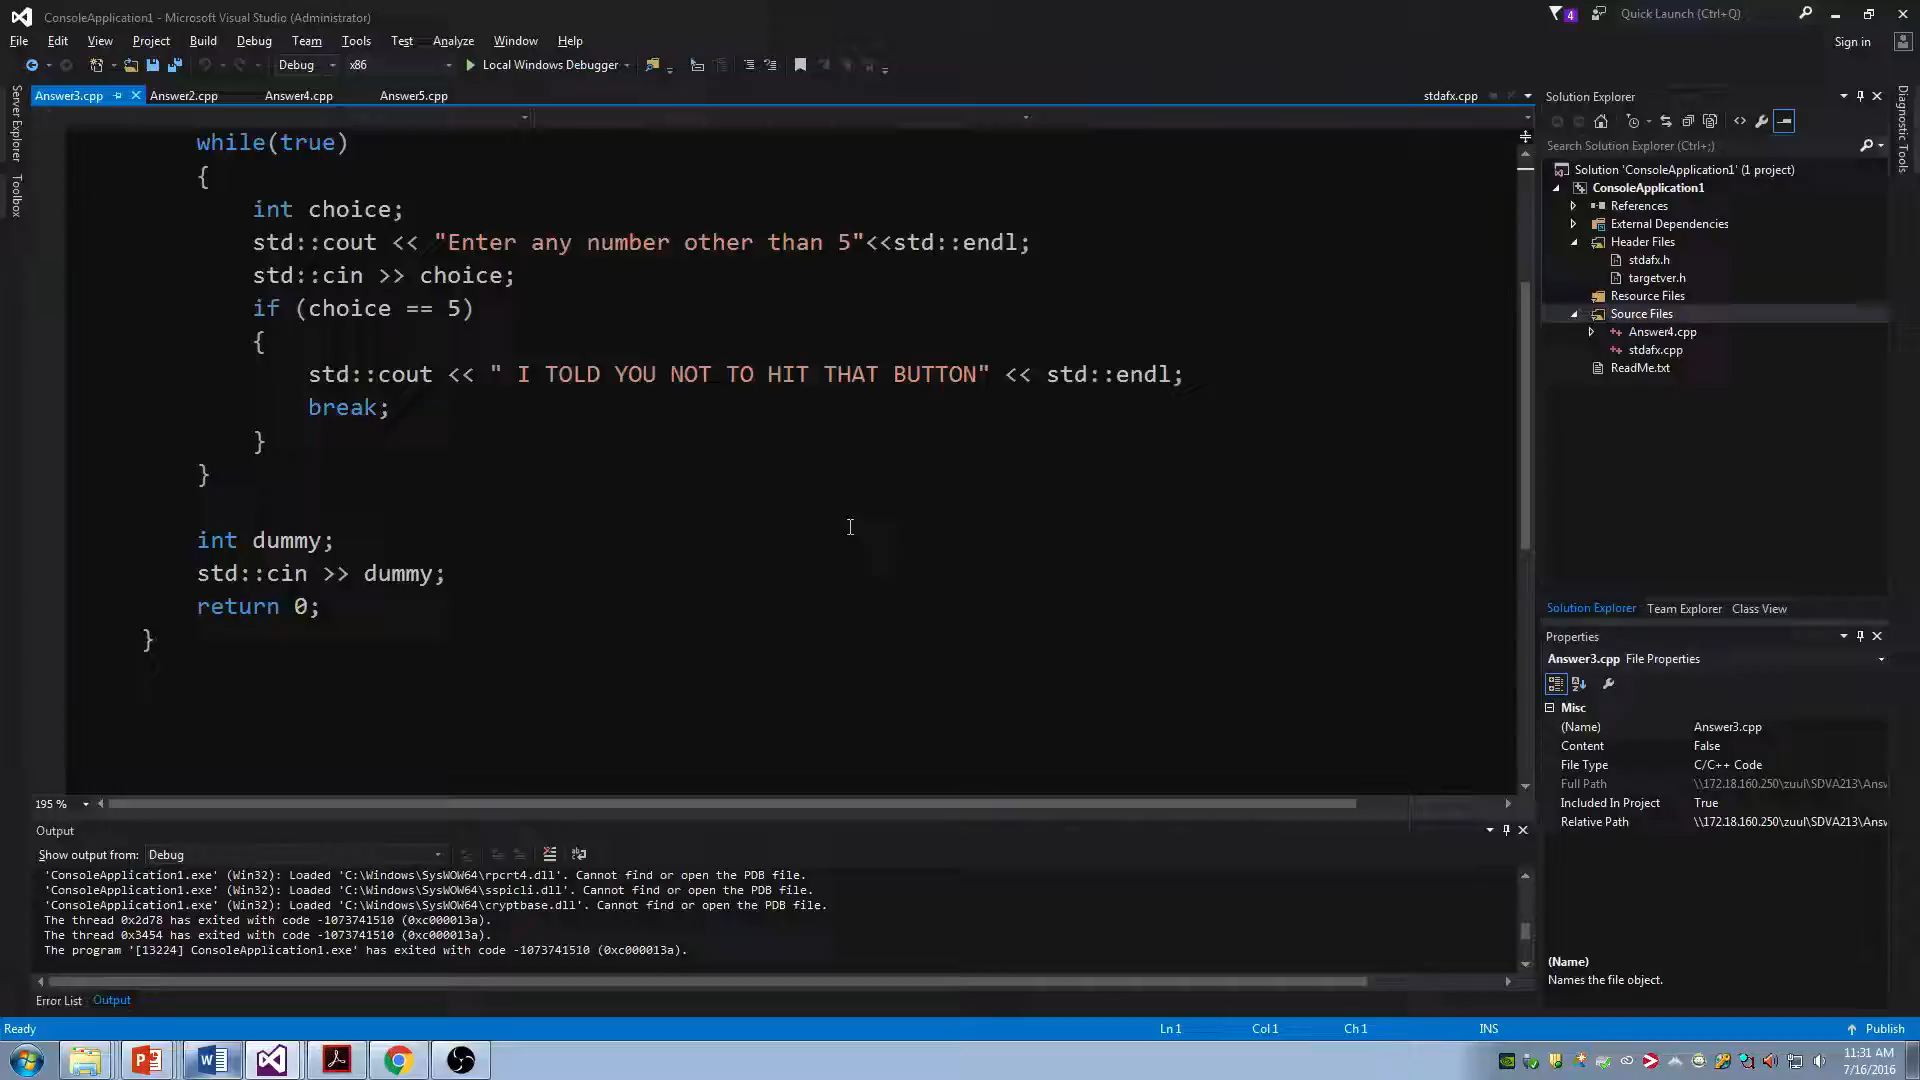 ConsoleApplication1 - Microsoft Visual Studio (Administrator)
4
Quick Launch (Ctrl+Q)
File Edit View Project Build Debug Team Tools Test Analyze Window Help
Sign in
Debug x86 Local Windows Debugger
Server Explorer
Toolbox
Answer3.cpp Answer2.cpp Answer4.cpp Answer5.cpp stdafx.cpp
while(true)
{
int choice;
std::cout << "Enter any number other than 5"<<std::endl;
std::cin >> choice;
if (choice == 5)
{
std::cout << " I TOLD YOU NOT TO HIT THAT BUTTON" << std::endl;
break;
}
}
int dummy;
std::cin >> dummy;
return 0;
}
195 %
Output
Show output from: Debug
'ConsoleApplication1.exe' (Win32): Loaded 'C:\Windows\SysWOW64\rpcrt4.dll'. Cannot find or open the PDB file.
'ConsoleApplication1.exe' (Win32): Loaded 'C:\Windows\SysWOW64\sspicli.dll'. Cannot find or open the PDB file.
'ConsoleApplication1.exe' (Win32): Loaded 'C:\Windows\SysWOW64\cryptbase.dll'. Cannot find or open the PDB file.
The thread 0x2d78 has exited with code -1073741510 (0xc000013a).
The thread 0x3454 has exited with code -1073741510 (0xc000013a).
The program '[13224] ConsoleApplication1.exe' has exited with code -1073741510 (0xc000013a).
Error List Output
Solution Explorer
Search Solution Explorer (Ctrl+;)
Solution 'ConsoleApplication1' (1 project)
ConsoleApplication1
References
External Dependencies
Header Files
stdafx.h
targetver.h
Resource Files
Source Files
Answer4.cpp
stdafx.cpp
ReadMe.txt
Solution Explorer Team Explorer Class View
Properties
Answer3.cpp File Properties
Misc
(Name) Answer3.cpp
Content False
File Type C/C++ Code
Full Path \\172.18.160.250\zuul\SDVA213\Answ
Included In Project True
Relative Path \\172.18.160.250\zuul\SDVA213\Answ
(Name)
Names the file object.
Diagnostic Tools
Ready Ln 1 Col 1 Ch 1 INS Publish
11:31 AM
7/16/2016